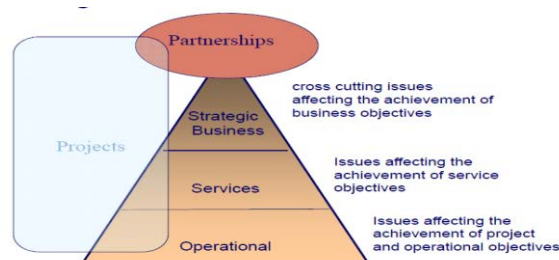 Partnerships
cross cutting issues
affecting the achievement of
business objectives
Strategic
Business
Projects
Issues affecting the
achievement of service
objectives
Services
Issues affecting the
achievement of project
and operational objectives
Operational